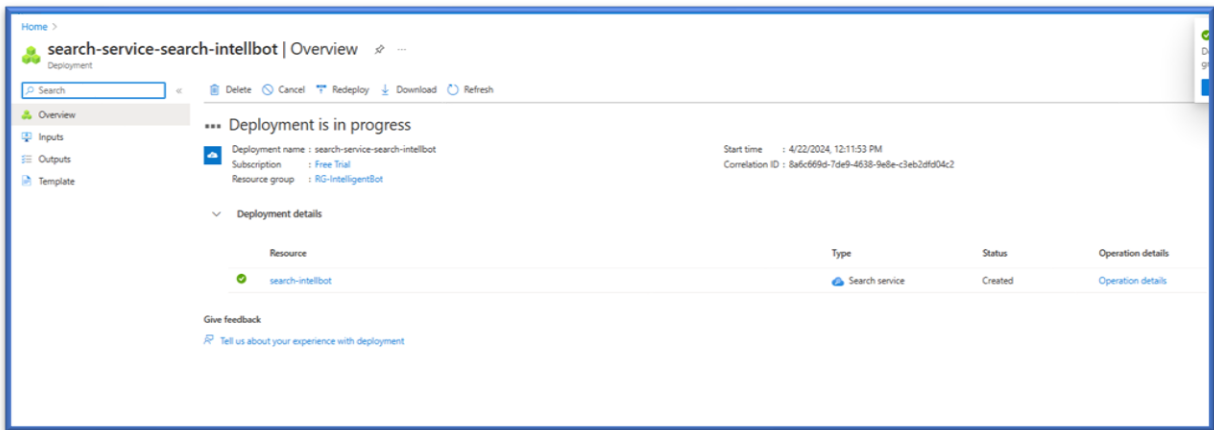 Home >
search-service-search-intellbot | Overview
Deployment
Search
Delete Cancel Redeploy Download Refresh
Overview
Inputs
Outputs
Template
Deployment is in progress
Deployment name : search-service-search-intellbot
Subscription : Free Trial
Resource group : RG-IntelligentBot
Start time : 4/22/2024, 12:11:53 PM
Correlation ID : 8a6c669d-7de9-4638-9e8e-c3eb2dfd04c2
Deployment details
Resource Type Status Operation details
search-intellbot Search service Created Operation details
Give feedback
Tell us about your experience with deployment